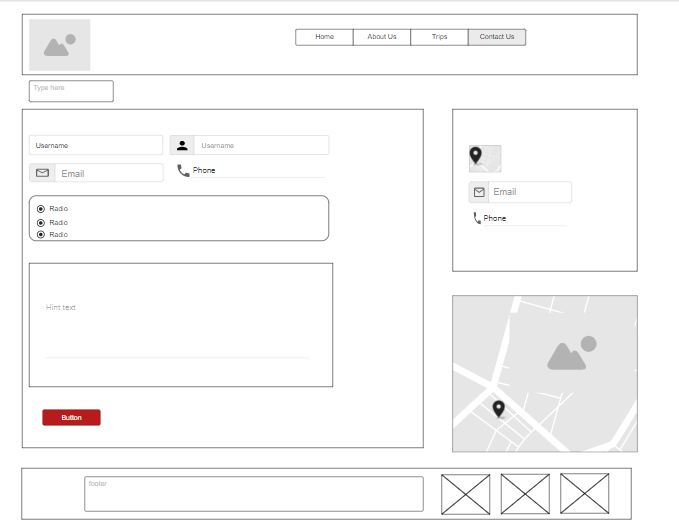 Home
About Us
Trips
Contact Us
Type here
Username
Username
Email
Phone
Radio
Radio
Radio
Hint text
Button
Email
Phone
footer